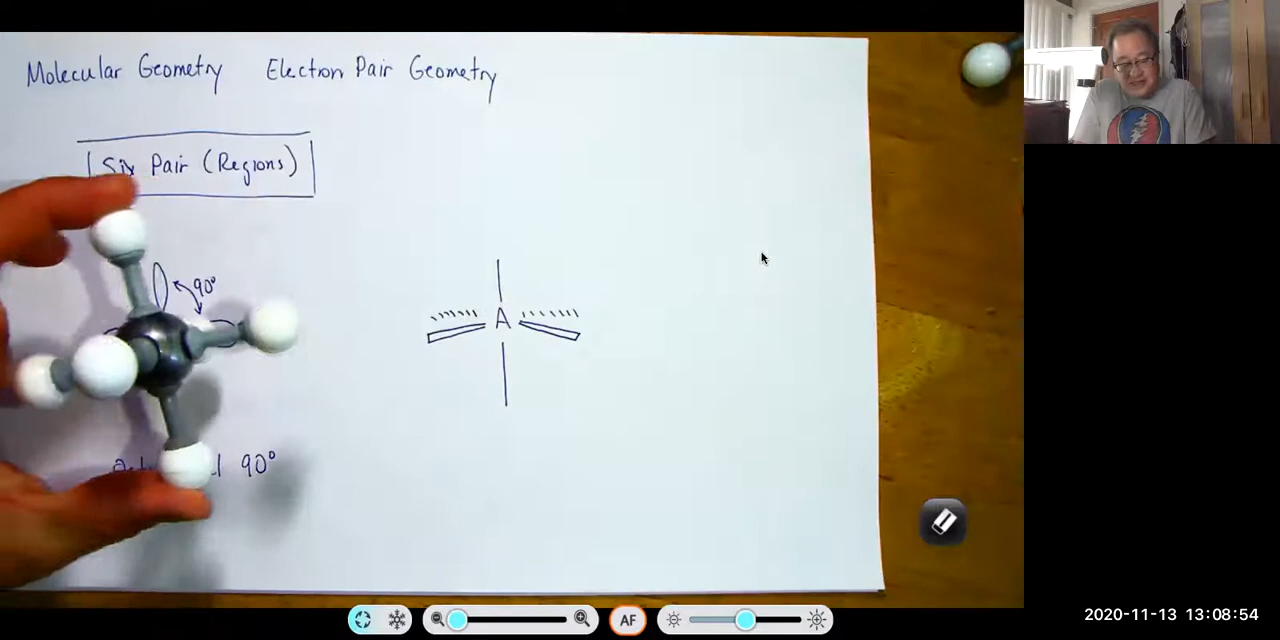 Molecular Geometry Electron Pair Geometry
Six Pair (Regions)
90°
A
90°
AF
2020-11-13 13:08:54